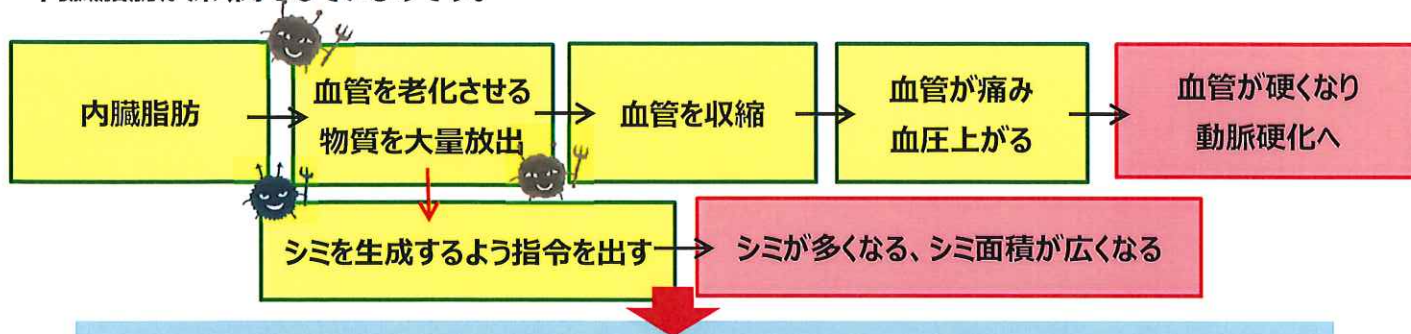 内臓脂肪
血管を老化させる
物質を大量放出
血管を収縮
血管が痛み
血圧上がる
血管が硬くなり
動脈硬化へ
シミを生成するよう指令を出す
シミが多くなる、シミ面積が広くなる